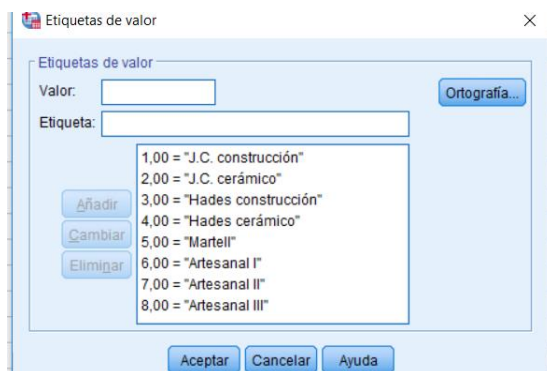 Etiquetas de valor
Etiquetas de valor
Valor:
Ortografía...
Etiqueta:
1,00 = "J.C. construcción"
2,00 = "J.C. cerámico"
3,00 = "Hades construcción"
4,00 = "Hades cerámico"
5,00 = "Martell"
6,00 = "Artesanal I"
7,00 = "Artesanal II"
8,00 = "Artesanal III"
Añadir
Cambiar
Eliminar
Aceptar Cancelar Ayuda